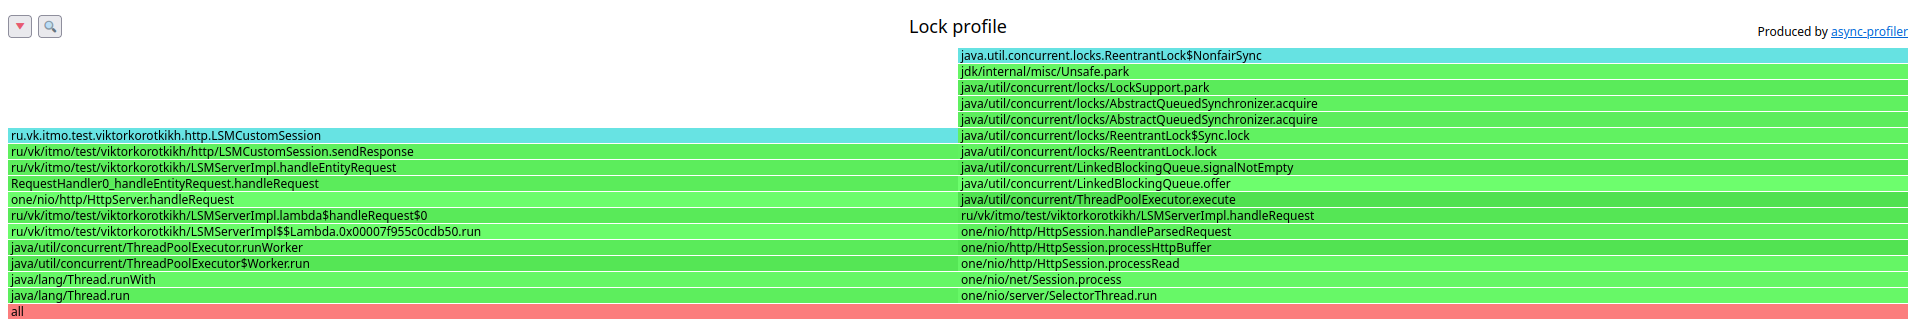 Lock profile
Produced by async-profiler
java.util.concurrent.locks.ReentrantLock$NonfairSync
jdk/internal/misc/Unsafe.park
java/util/concurrent/locks/LockSupport.park
java/util/concurrent/locks/AbstractQueuedSynchronizer.acquire
java/util/concurrent/locks/AbstractQueuedSynchronizer.acquire
ru.vk.itmo.test.viktorkorotkikh.http.LSMCustomSession
java/util/concurrent/locks/ReentrantLock$Sync.lock
ru/vk/itmo/test/viktorkorotkikh/http/LSMCustomSession.sendResponse
java/util/concurrent/locks/ReentrantLock.lock
ru/vk/itmo/test/viktorkorotkikh/LSMServerImpl.handleEntityRequest
java/util/concurrent/LinkedBlockingQueue.signalNotEmpty
RequestHandler0_handleEntityRequest.handleRequest
java/util/concurrent/LinkedBlockingQueue.offer
one/nio/http/HttpServer.handleRequest
java/util/concurrent/ThreadPoolExecutor.execute
ru/vk/itmo/test/viktorkorotkikh/LSMServerImpl.lambda$handleRequest$0
ru/vk/itmo/test/viktorkorotkikh/LSMServerImpl.handleRequest
ru/vk/itmo/test/viktorkorotkikh/LSMServerImpl$$Lambda.0x00007f955c0cdb50.run
one/nio/http/HttpSession.handleParsedRequest
java/util/concurrent/ThreadPoolExecutor.runWorker
one/nio/http/HttpSession.processHttpBuffer
java/util/concurrent/ThreadPoolExecutor$Worker.run
one/nio/http/HttpSession.processRead
java/lang/Thread.runWith
one/nio/net/Session.process
java/lang/Thread.run
one/nio/server/SelectorThread.run
all